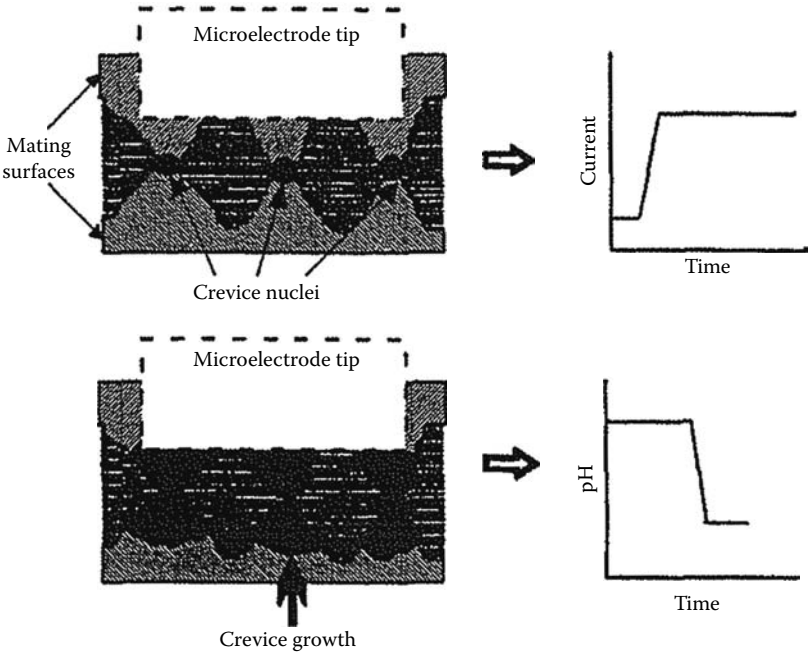 Microelectrode tip
Mating
surfaces
Crevice nuclei
Current
Time
Microelectrode tip
Crevice growth
pH
Time